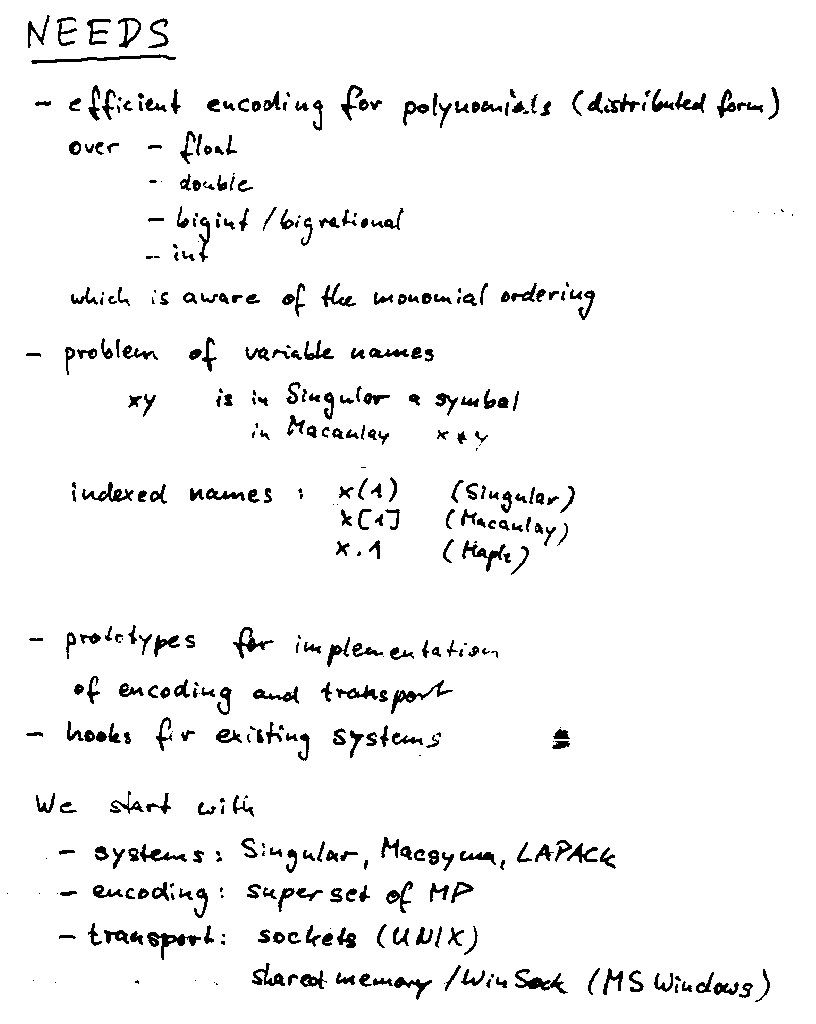 NEEDS
- efficient encoding for polynomials (distributed form)
over - float
- double
- bigint / bigrational
- int
which is aware of the monomial ordering
- problem of variable names
xy is in Singular a symbol
in Macaulay x * y
indexed names : x(1) (Singular)
x[1] (Macaulay)
x.1 (Maple)
- prototypes for implementation
of encoding and transport
- hooks for existing systems
We start with
- systems: Singular, Macsyma, LAPACK
- encoding: superset of MP
- transport: sockets (UNIX)
shared memory / WinSock (MS Windows)